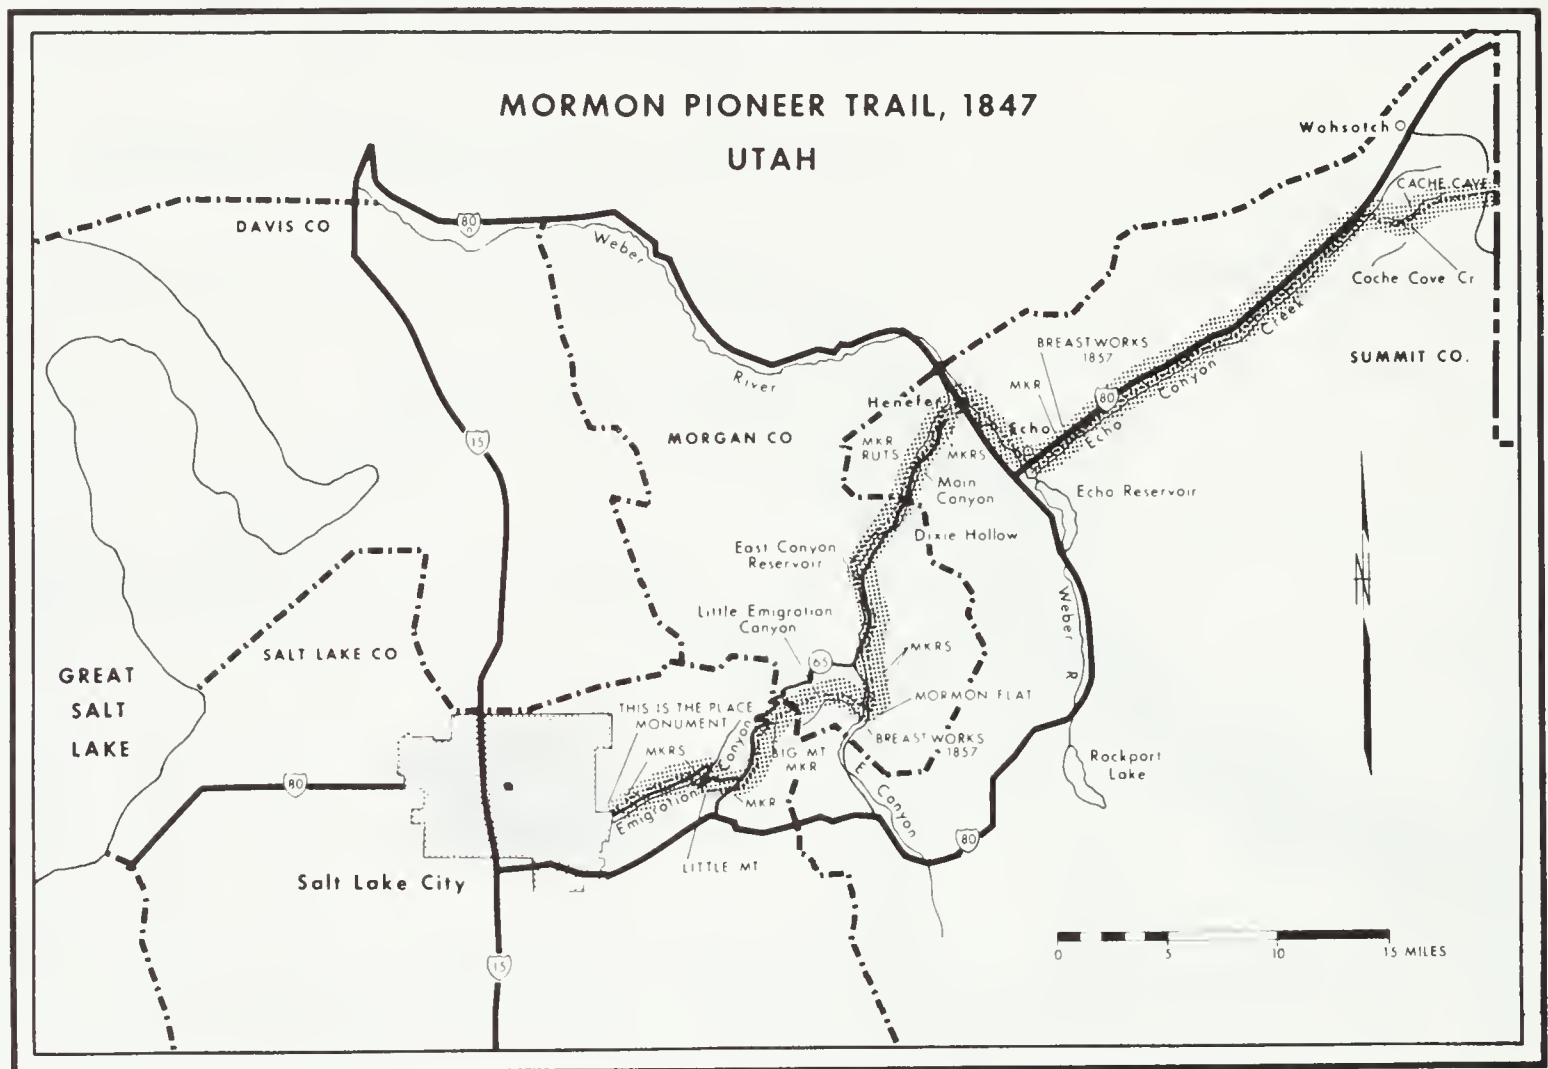 MORMON PIONEER TRAIL, 1847
UTAH
Wohsotch
CACHE CAVE
DAVIS CO
80
n
Weber
Coche Cove Cr
Creek
BREASTWORKS
1857
SUMMIT CO.
River
MKR
Canyon
80
Henefer
Echo
Echo
15
MORGAN CO
MKR
RUTS
MKRS
Main
Canyon
Echo Reservoir
Dixie Hollow
East Canyon
Reservoir
N
Little Emigration
Canyon
Weber R
SALT LAKE CO
65
MKRS
GREAT
SALT
LAKE
MORMON FLAT
THIS IS THE PLACE
MONUMENT
BREASTWORKS
1857
MKRS
Canyon
BIG MT
MKR
Rockport
Lake
80
Emigration
MKR
E Canyon
80
LITTLE MT
Salt Lake City
15
0 5 10 15 MILES